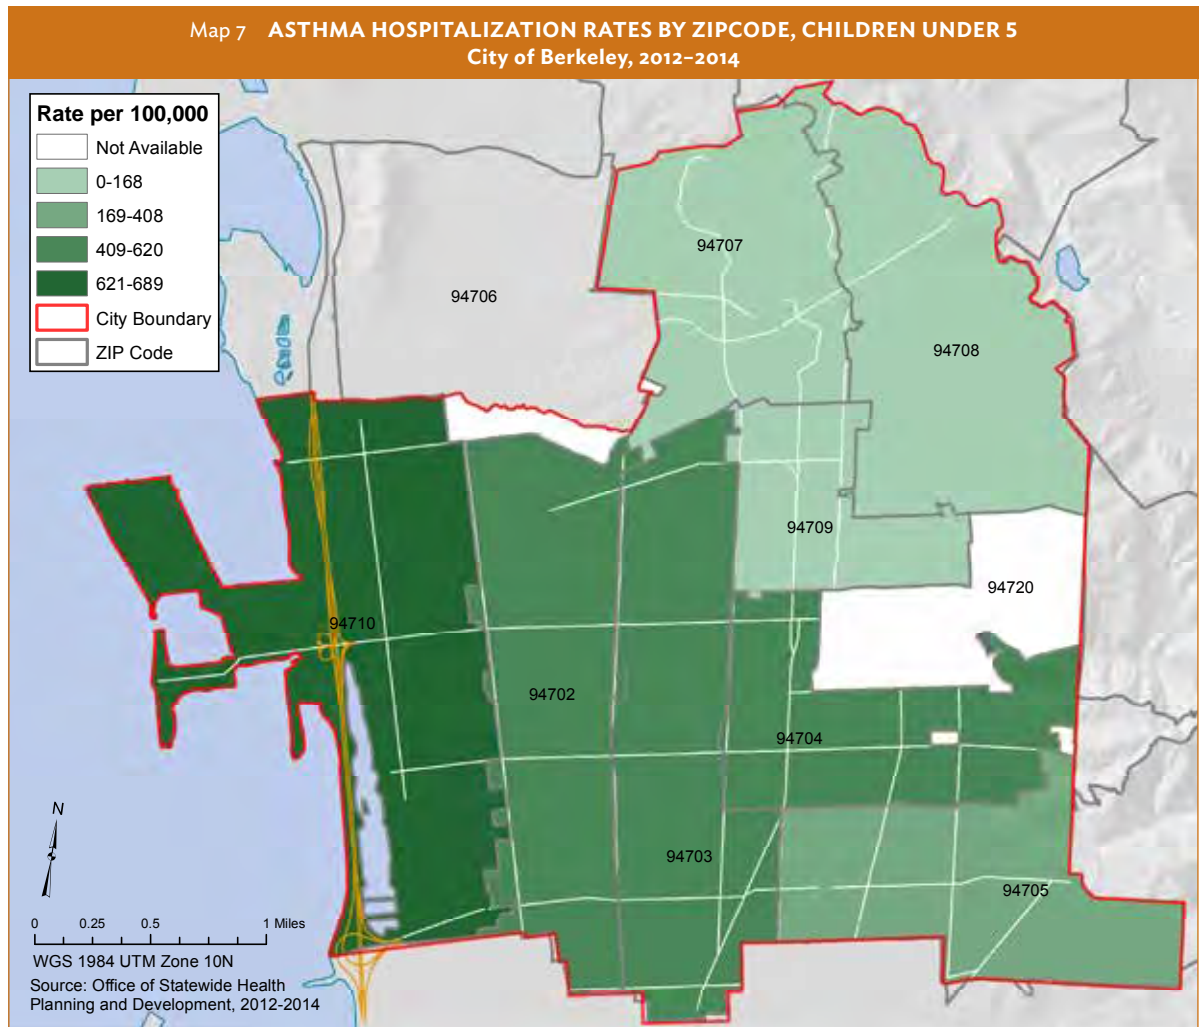 Map 7 ASTHMA HOSPITALIZATION RATES BY ZIPCODE, CHILDREN UNDER 5
City of Berkeley, 2012–2014
Rate per 100,000
Not Available
0-168
169-408
409-620
621-689
City Boundary
ZIP Code
94707
94706
94708
94709
94720
94710
94702
94704
94703
94705
N
0 0.25 0.5 1 Miles
WGS 1984 UTM Zone 10N
Source: Office of Statewide Health
Planning and Development, 2012-2014